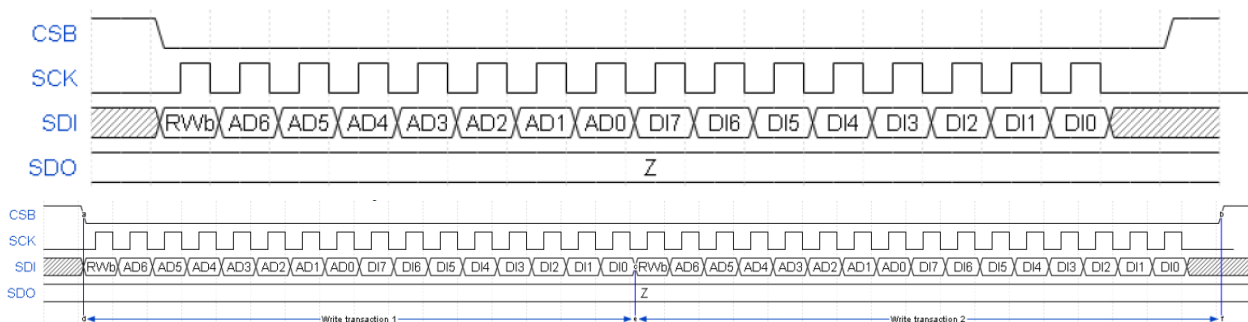 CSB
SCK
SDI RWb AD6 AD5 AD4 AD3 AD2 AD1 AD0 DI7 DI6 DI5 DI4 DI3 DI2 DI1 DI0
SDO Z
CSB a b
SCK
SDI RWb AD6 AD5 AD4 AD3 AD2 AD1 AD0 DI7 DI6 DI5 DI4 DI3 DI2 DI1 DI0 RWb AD6 AD5 AD4 AD3 AD2 AD1 AD0 DI7 DI6 DI5 DI4 DI3 DI2 DI1 DI0
SDO Z
d Write transaction 1 e Write transaction 2 f